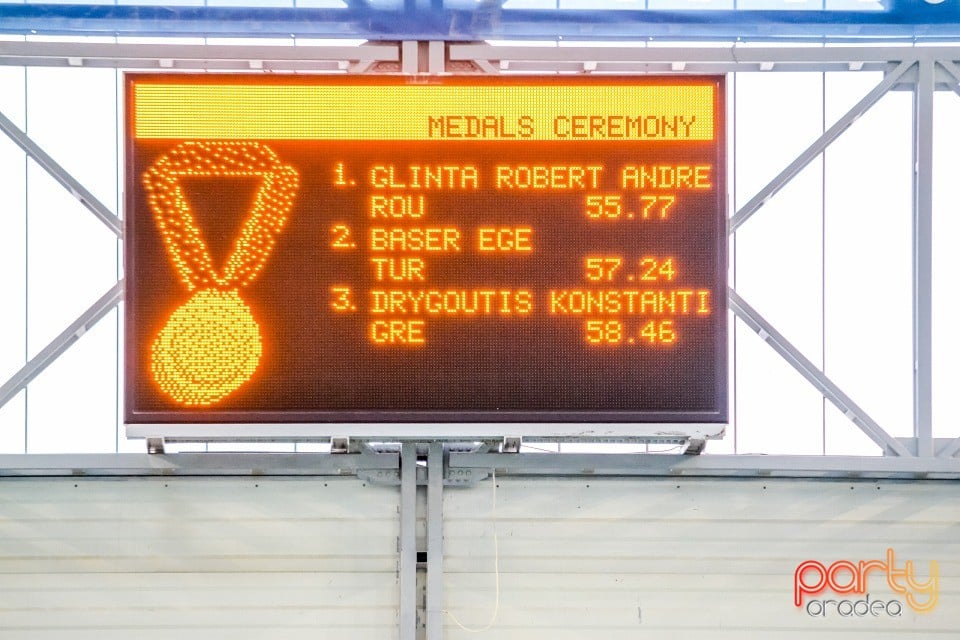 MEDALS CEREMONY
1. GLINTA ROBERT ANDRE
ROU 55.77
2. BASER EGE
TUR 57.24
3. DRYGOUTIS KONSTANTI
GRE 58.46
party
oradea